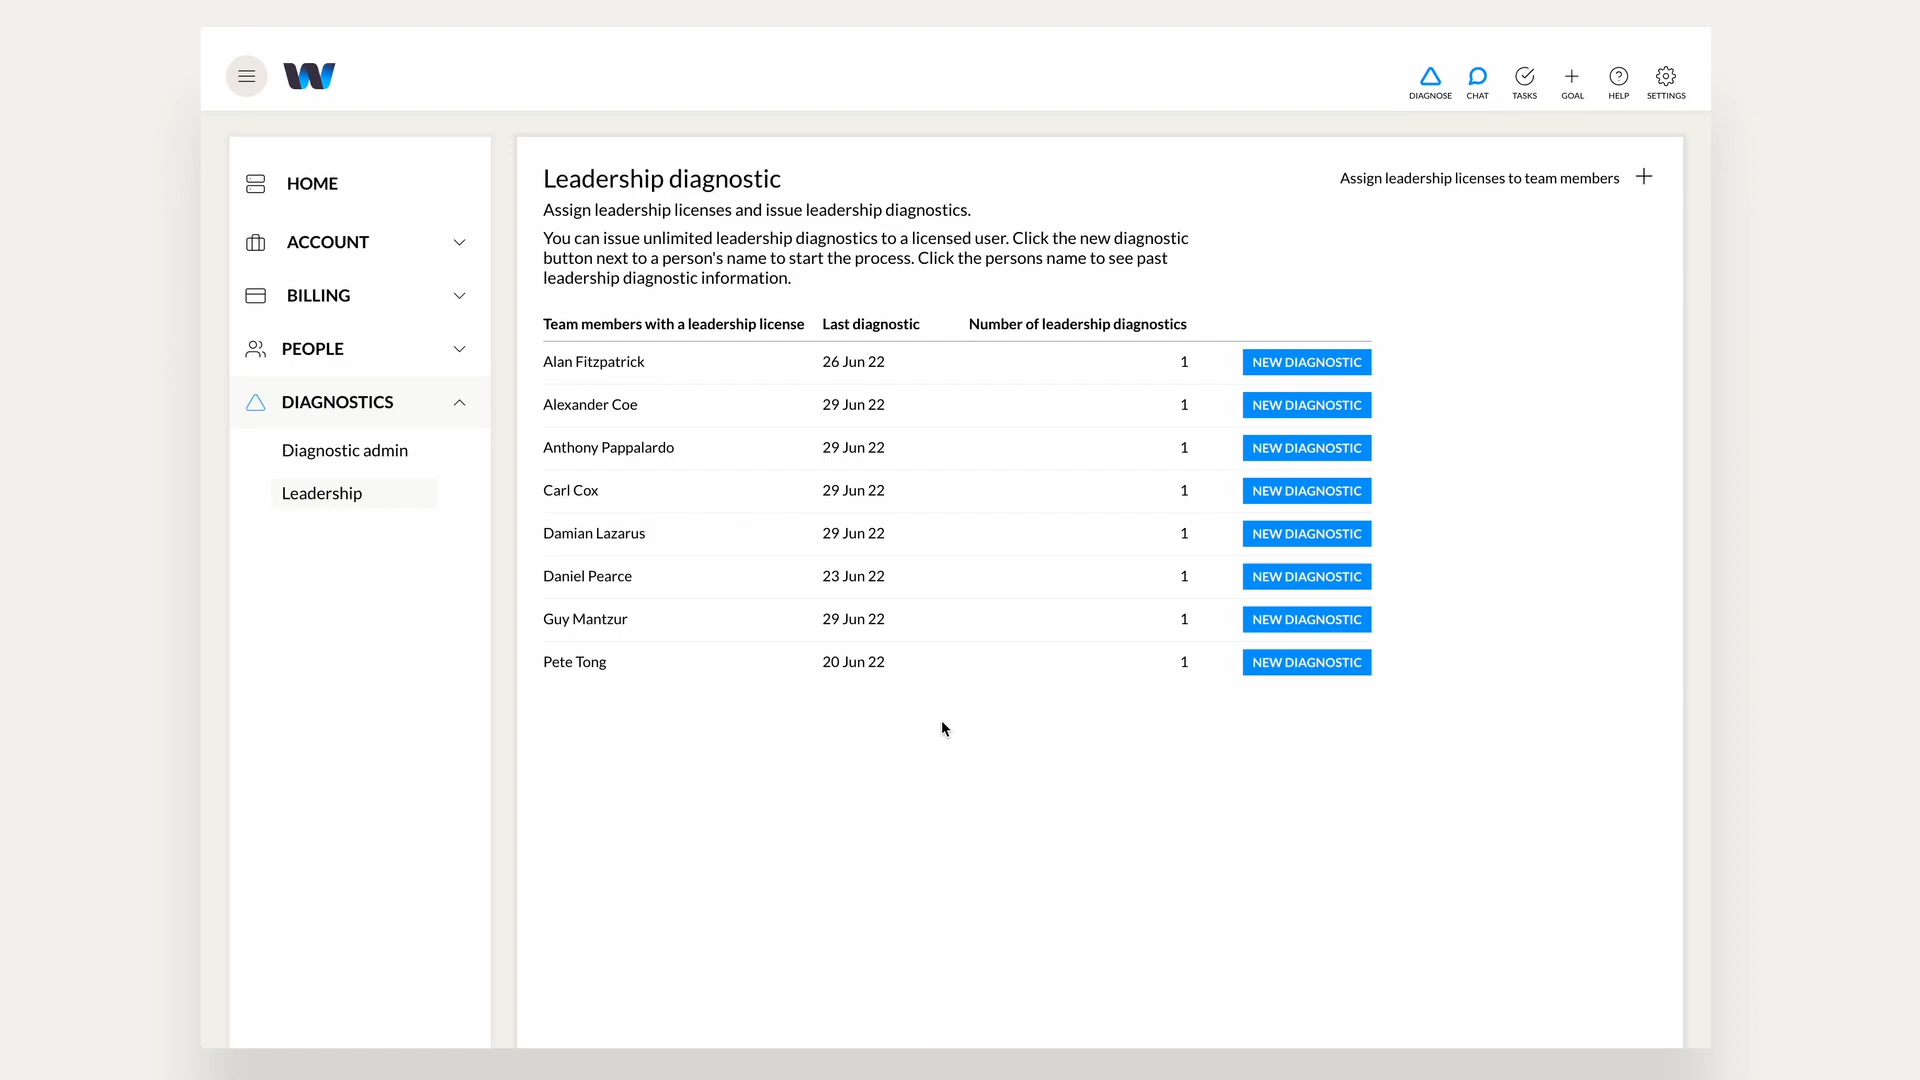 DIAGNOSE CHAT TASKS GOAL HELP SETTINGS
HOME
ACCOUNT
BILLING
PEOPLE
DIAGNOSTICS
Diagnostic admin
Leadership
Leadership diagnostic
Assign leadership licenses to team members
Assign leadership licenses and issue leadership diagnostics.
You can issue unlimited leadership diagnostics to a licensed user. Click the new diagnostic
button next to a person's name to start the process. Click the persons name to see past
leadership diagnostic information.
Team members with a leadership license Last diagnostic Number of leadership diagnostics
Alan Fitzpatrick 26 Jun 22 1 NEW DIAGNOSTIC
Alexander Coe 29 Jun 22 1 NEW DIAGNOSTIC
Anthony Pappalardo 29 Jun 22 1 NEW DIAGNOSTIC
Carl Cox 29 Jun 22 1 NEW DIAGNOSTIC
Damian Lazarus 29 Jun 22 1 NEW DIAGNOSTIC
Daniel Pearce 23 Jun 22 1 NEW DIAGNOSTIC
Guy Mantzur 29 Jun 22 1 NEW DIAGNOSTIC
Pete Tong 20 Jun 22 1 NEW DIAGNOSTIC